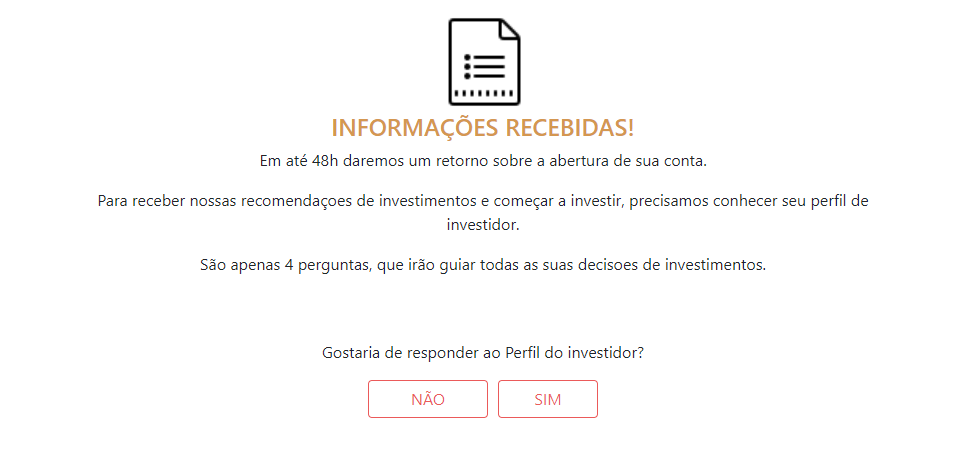 INFORMAÇÕES RECEBIDAS!
Em até 48h daremos um retorno sobre a abertura de sua conta.
Para receber nossas recomendaçoes de investimentos e começar a investir, precisamos conhecer seu perfil de
investidor.
São apenas 4 perguntas, que irão guiar todas as suas decisoes de investimentos.
Gostaria de responder ao Perfil do investidor?
NÃO
SIM